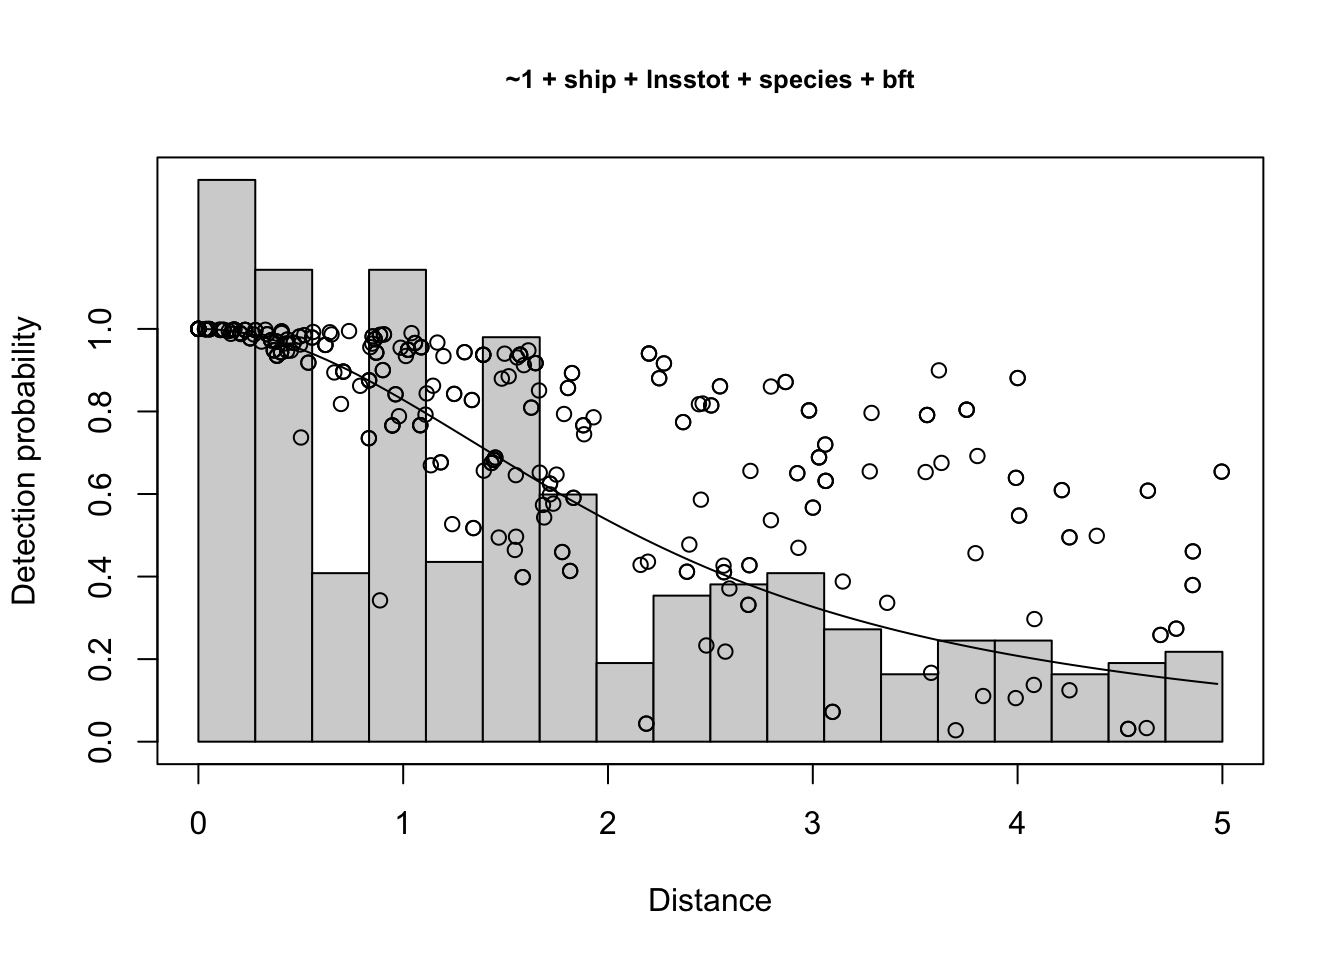 ~1 + ship + lnsstot + species + bft
Detection probability
1.0
0.8
0.6
0.4
0.2
0.0
0 1 2 3 4 5
Distance